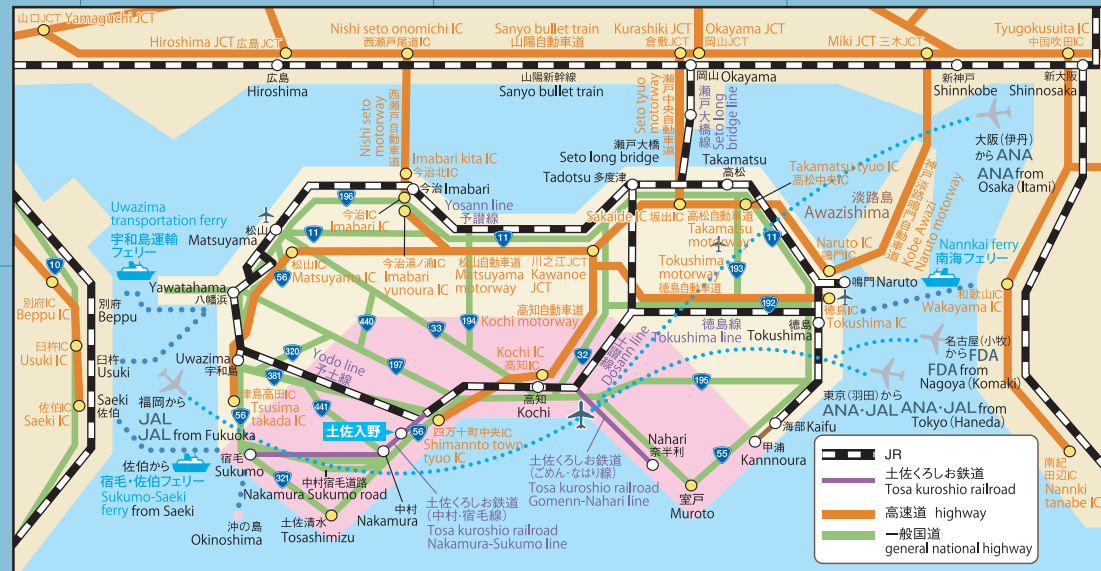 山口JCT Yamaguchi JCT
Hiroshima JCT 広島JCT
Nishi seto onomichi IC
西瀬戸尾道IC
Sanyo bullet train
山陽自動車道
Kurashiki JCT
倉敷JCT
Okayama JCT
岡山JCT
Miki JCT 三木JCT
Tyugokusuita IC
中国吹田IC
広島
Hiroshima
山陽新幹線
Sanyo bullet train
岡山 Okayama
新神戸
Shinnkobe
新大阪
Shinnosaka
Nishi seto
motorway
西瀬戸自動車道
Seto tyuo
motorway
瀬戸中央自動車道
瀬戸大橋線
Seto long
bridge line
瀬戸大橋
Seto long bridge
大阪(伊丹)
から ANA
ANA from
Osaka (Itami)
Imabari kita IC
今治北IC
今治 Imabari
Yosann line
予讃線
Tadotsu 多度津
Takamatsu
高松
Takamatsu tyuo IC
高松中央IC
淡路島
Awazishima
神戸淡路鳴門自動車道
Kobe Awazi
Naruto motorway
Uwazima
transportation ferry
宇和島運輸
フェリー
松山
Matsuyama
196
今治IC
Imabari IC
11
11
11
Sakaide IC 坂出IC
高松自動車道
Takamatsu
motorway
Naruto IC
鳴門IC
Nannkai ferry
南海フェリー
10
56
松山IC
Matsuyama IC
今治湯ノ浦IC
Imabari
yunoura IC
松山自動車道
Matsuyama
motorway
川之江JCT
Kawanoe
JCT
Tokushima
motorway
徳島自動車道
193
192
鳴門 Naruto
Yawatahama
八幡浜
別府IC
Beppu IC
別府
Beppu
高知自動車道
Kochi motorway
徳島線
Tokushima line
徳島
Tokushima
徳島IC
Tokushima IC
和歌山IC
Wakayama IC
440
33
194
320
197
臼杵IC
Usuki IC
臼杵
Usuki
Uwazima
宇和島
Yodo line
予土線
Kochi IC
高知IC
32
土讃線
Dosann line
名古屋(小牧)
から FDA
FDA from
Nagoya (Komaki)
381
441
56
195
佐伯IC
Saeki IC
Saeki
佐伯
福岡から
JAL
JAL from Fukuoka
津島高田IC
Tsusima
takada IC
土佐入野
56
高知
Kochi
四万十町中央IC
Shimannto town
tyuo IC
東京(羽田)から
ANA・JAL ANA・JAL from
Tokyo (Haneda)
海部 Kaifu
甲浦
Kannnoura
Nahari
奈半利
55
室戸
Muroto
佐伯から
宿毛・佐伯フェリー
Sukumo-Saeki
ferry from Saeki
宿毛
Sukumo
321
中村宿毛道路
Nakamura Sukumo road
中村
Nakamura
土佐清水
Tosashimizu
沖の島
Okinoshima
土佐くろしお鉄道
(中村・宿毛線)
Tosa kuroshio railroad
Nakamura-Sukumo line
土佐くろしお鉄道
(ごめん・なはり線)
Tosa kuroshio railroad
Gomenn-Nahari line
南紀
田辺IC
Nannki
tanabe IC
JR
土佐くろしお鉄道
Tosa kuroshio railroad
高速道 highway
一般国道
general national highway